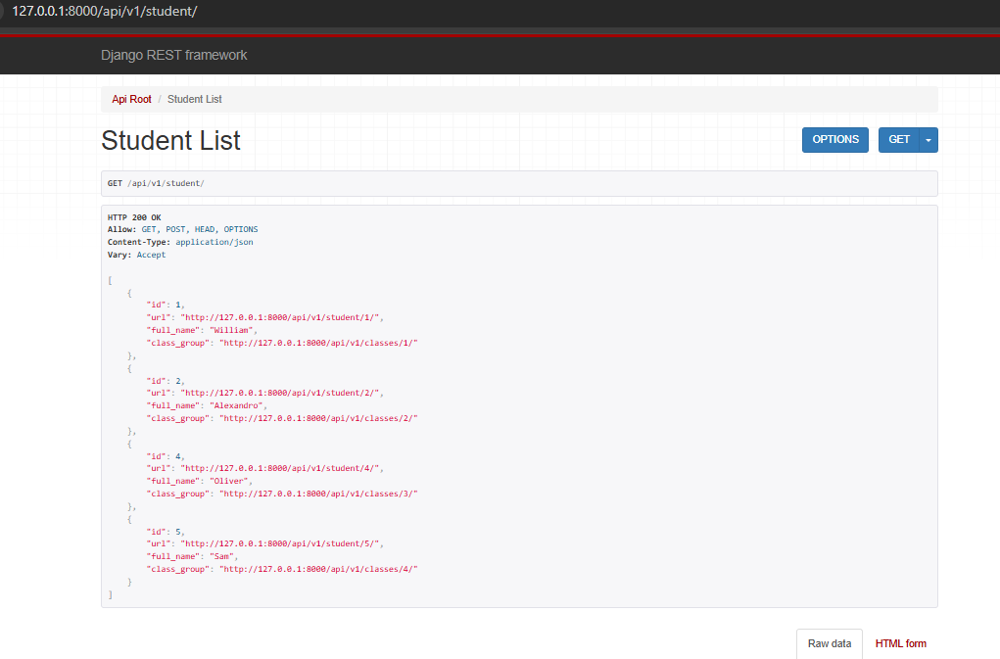 127.0.0.1:8000/api/v1/student/
Django REST framework
Api Root / Student List
Student List
OPTIONS GET
GET /api/v1/student/
HTTP 200 OK
Allow: GET, POST, HEAD, OPTIONS
Content-Type: application/json
Vary: Accept
[
{
"id": 1,
"url": "http://127.0.0.1:8000/api/v1/student/1/",
"full_name": "William",
"class_group": "http://127.0.0.1:8000/api/v1/classes/1/"
},
{
"id": 2,
"url": "http://127.0.0.1:8000/api/v1/student/2/",
"full_name": "Alexandro",
"class_group": "http://127.0.0.1:8000/api/v1/classes/2/"
},
{
"id": 4,
"url": "http://127.0.0.1:8000/api/v1/student/4/",
"full_name": "Oliver",
"class_group": "http://127.0.0.1:8000/api/v1/classes/3/"
},
{
"id": 5,
"url": "http://127.0.0.1:8000/api/v1/student/5/",
"full_name": "Sam",
"class_group": "http://127.0.0.1:8000/api/v1/classes/4/"
}
]
Raw data HTML form